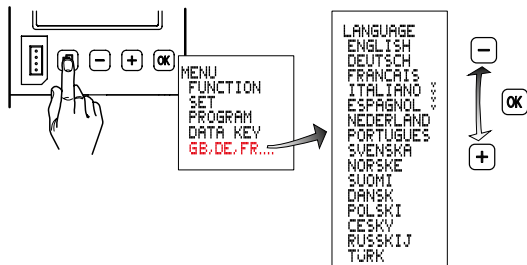 OK
MENU
FUNCTION
SET
PROGRAM
DATA KEY
GB,DE,FR....
LANGUAGE
ENGLISH
DEUTSCH
FRANCAIS
ITALIANO
ESPAGNOL
NEDERLAND
PORTUGUES
SVENSKA
NORSKE
SUOMI
DANSK
POLSKI
CESKY
RUSSKIJ
TURK
OK